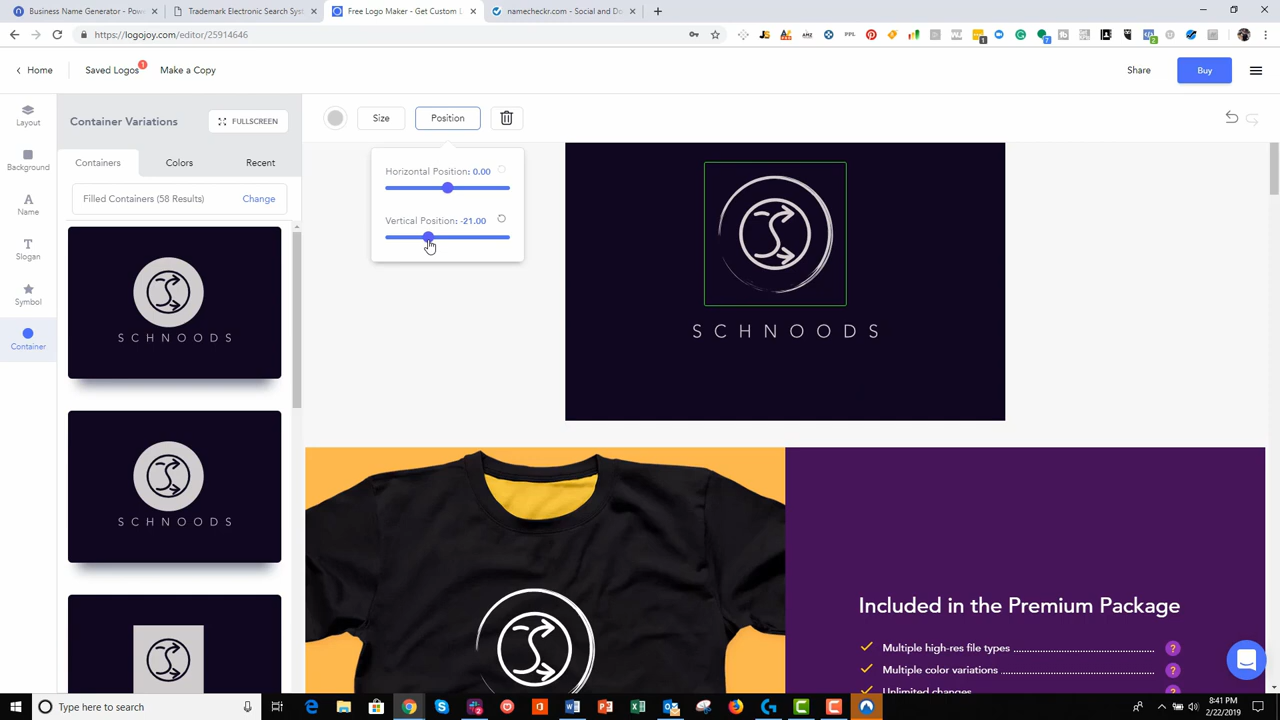 Business Name Generator - Powe
Trademark Electronic Search Syst
Free Logo Maker - Get Custom L
namecheckr.com - Social and Do
https://logojoy.com/editor/25914646
Home
Saved Logos
1
Make a Copy
Share
Buy
Layout
Background
Name
Slogan
Symbol
Container
Container Variations
FULLSCREEN
Containers
Colors
Recent
Filled Containers (58 Results)
Change
SCHNOODS
SCHNOODS
Size
Position
Horizontal Position: 0.00
Vertical Position: -21.00
SCHNOODS
Included in the Premium Package
Multiple high-res file types
?
Multiple color variations
?
Unlimited changes
?
Type here to search
8:41 PM
2/22/2019